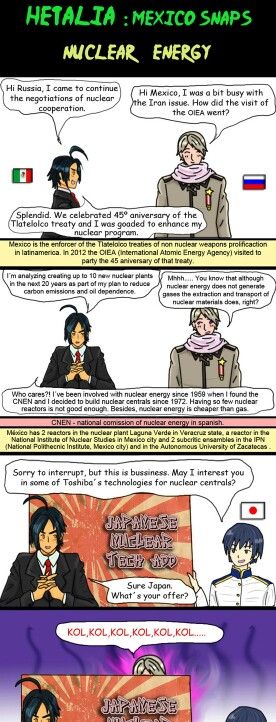 HETALIA : MEXICO SNAPS
NUCLEAR ENERGY
Hi Russia, I came to continue
the negotiations of nuclear
cooperation.
Hi Mexico, I was a bit busy with
the Iran issue. How did the visit of
the OIEA went?
Splendid. We celebrated 45º aniversary of the
Tlatelolco treaty and I was goaded to enhance my
nuclear program.
Mexico is the enforcer of the Tlatelolco treaties of non nuclear weapons prolification
in latinamerica. In 2012 the OIEA (International Atomic Energy Agency) visited to
party the 45 aniversary of that treaty.
I´m analyzing creating up to 10 new nuclear plants
in the next 20 years as part of my plan to reduce
carbon emissions and oil dependence.
Mhh..... You know that although
nuclear energy does not generate
gases the extraction and transport of
nuclear materials does, right?
Who cares?! I´ve been involved with nuclear energy since 1959 when I found the
CNEN and I decided to build nuclear centrals since 1972. Having so few nuclear
reactors is not good enough. Besides, nuclear energy is cheaper than gas.
CNEN - national comission of nuclear energy in spanish.
México has 2 reactors in the nuclear plant Laguna Verde in Veracruz state, a reactor in the
National Institute of Nuclear Studies in Mexico city and 2 subcritic ensambles in the IPN
(National Polithecnic Institute, Mexico city) and in the Autonomous University of Zacatecas .
Sorry to interrupt, but this is bussiness. May I interest you
in some of Toshiba´s technologies for nuclear centrals?
JAPANESE
NUCLEAR
TECH ADD
Sure Japan.
What´s your offer?
KOL,KOL,KOL,KOL,KOL,KOL.....
JAPANESE
NUCLEAR